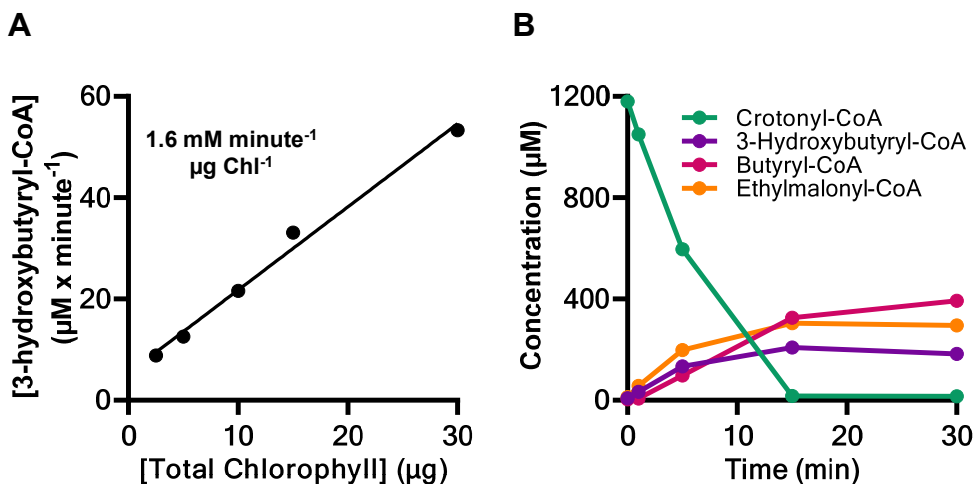 A
[3-hydroxybutyryl-CoA]
(µM x minute⁻¹)
60
40
20
0
1.6 mM minute⁻¹
µg Chl⁻¹
0 10 20 30
[Total Chlorophyll] (µg)
B
Concentration (µM)
1200
800
400
0
Crotonyl-CoA
3-Hydroxybutyryl-CoA
Butyryl-CoA
Ethylmalonyl-CoA
0 10 20 30
Time (min)